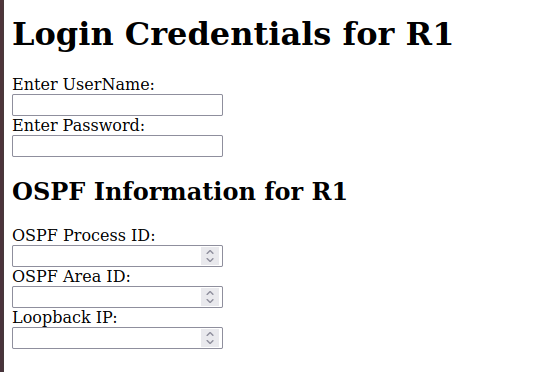 Login Credentials for R1
Enter UserName:
Enter Password:
OSPF Information for R1
OSPF Process ID:
OSPF Area ID:
Loopback IP: